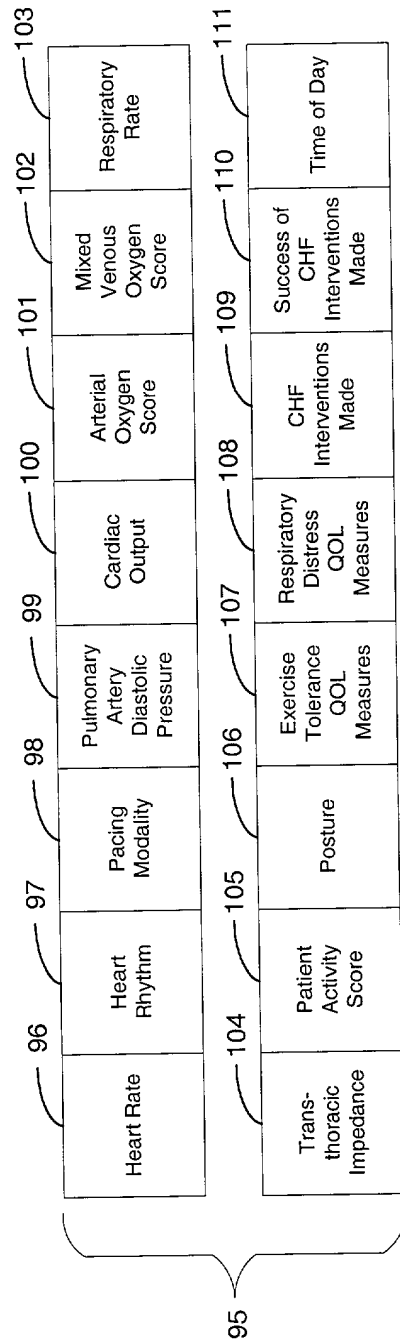 96
97
98
99
100
101
102
103
Heart Rate
Heart
Rhythm
Pacing
Modality
Pulmonary
Artery
Diastolic
Pressure
Cardiac
Output
Arterial
Oxygen
Score
Mixed
Venous
Oxygen
Score
Respiratory
Rate
95
104
105
106
107
108
109
110
111
Trans-
thoracic
Impedance
Patient
Activity
Score
Posture
Exercise
Tolerance
QOL
Measures
Respiratory
Distress
QOL
Measures
CHF
Interventions
Made
Success of
CHF
Interventions
Made
Time of Day